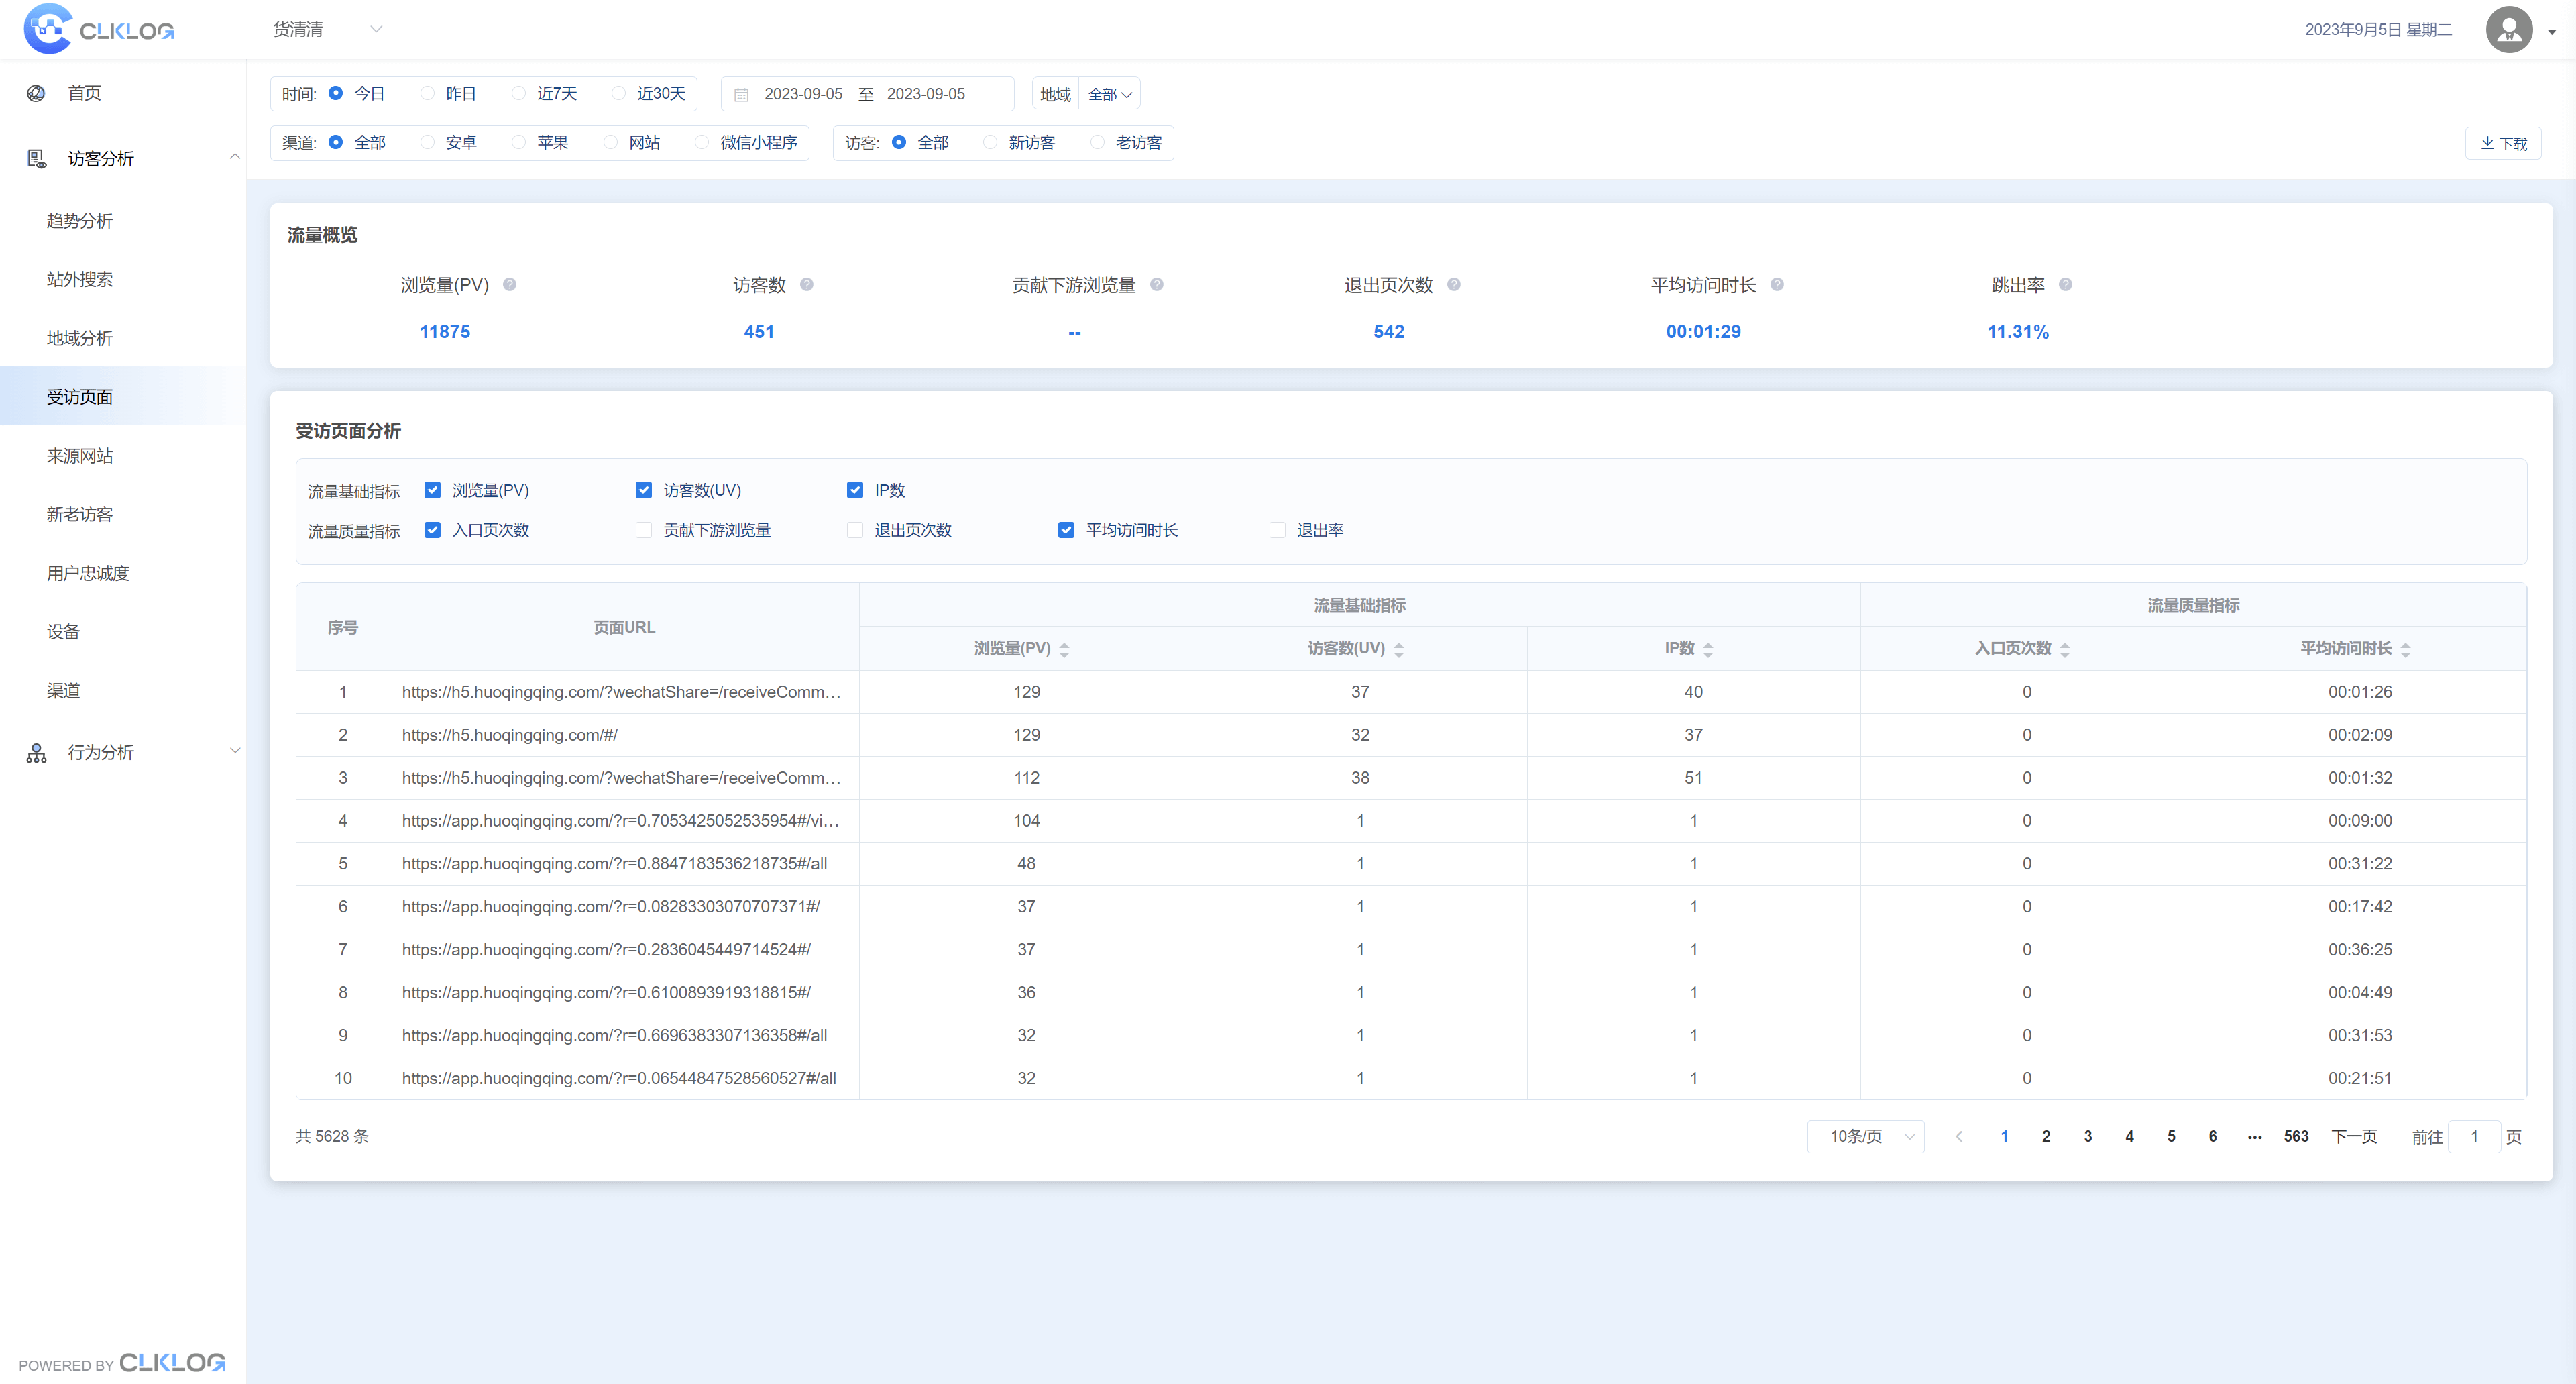 CLKLOG 货清清 2023年9月5日 星期二
首页
访客分析
趋势分析
站外搜索
地域分析
受访页面
来源网站
新老访客
用户忠诚度
设备
渠道
行为分析
POWERED BY CLKLOG
时间: 今日 昨日 近7天 近30天 2023-09-05 至 2023-09-05 地域 全部
渠道: 全部 安卓 苹果 网站 微信小程序 访客: 全部 新访客 老访客 下载
流量概览
浏览量(PV) ? 访客数 ? 贡献下游浏览量 ? 退出页次数 ? 平均访问时长 ? 跳出率 ?
11875 451 -- 542 00:01:29 11.31%
受访页面分析
流量基础指标 浏览量(PV) 访客数(UV) IP数
流量质量指标 入口页次数 贡献下游浏览量 退出页次数 平均访问时长 退出率
序号 页面URL 流量基础指标 流量质量指标
浏览量(PV) 访客数(UV) IP数 入口页次数 平均访问时长
1 https://h5.huoqingqing.com/?wechatShare=/receiveComm... 129 37 40 0 00:01:26
2 https://h5.huoqingqing.com/#/ 129 32 37 0 00:02:09
3 https://h5.huoqingqing.com/?wechatShare=/receiveComm... 112 38 51 0 00:01:32
4 https://app.huoqingqing.com/?r=0.7053425052535954#/vi... 104 1 1 0 00:09:00
5 https://app.huoqingqing.com/?r=0.8847183536218735#/all 48 1 1 0 00:31:22
6 https://app.huoqingqing.com/?r=0.08283303070707371#/ 37 1 1 0 00:17:42
7 https://app.huoqingqing.com/?r=0.2836045449714524#/ 37 1 1 0 00:36:25
8 https://app.huoqingqing.com/?r=0.6100893919318815#/ 36 1 1 0 00:04:49
9 https://app.huoqingqing.com/?r=0.6696383307136358#/all 32 1 1 0 00:31:53
10 https://app.huoqingqing.com/?r=0.06544847528560527#/all 32 1 1 0 00:21:51
共 5628 条 10条/页 1 2 3 4 5 6 ... 563 下一页 前往 1 页